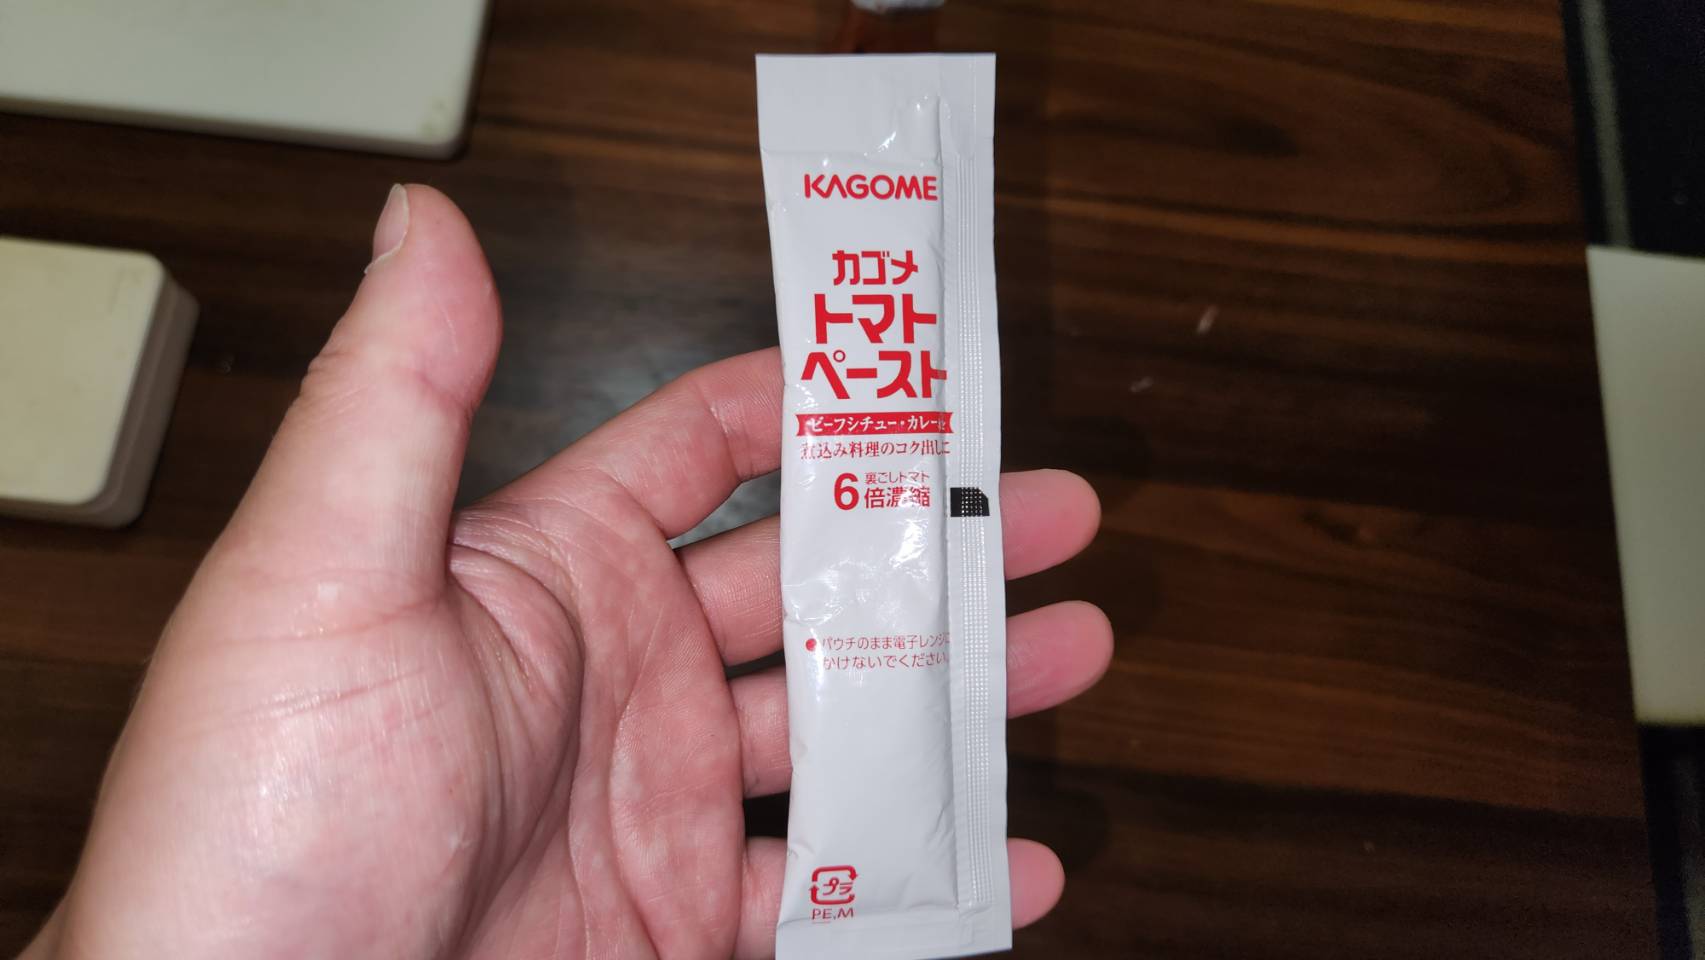 KAGOME
カゴメ
トマト
ペースト
ビーフシチュー・カレー
煮込み料理のコク出しに
裏ごしトマト
6倍濃縮
●パウチのまま電子レンジに
かけないでください。
プラ
PE,M